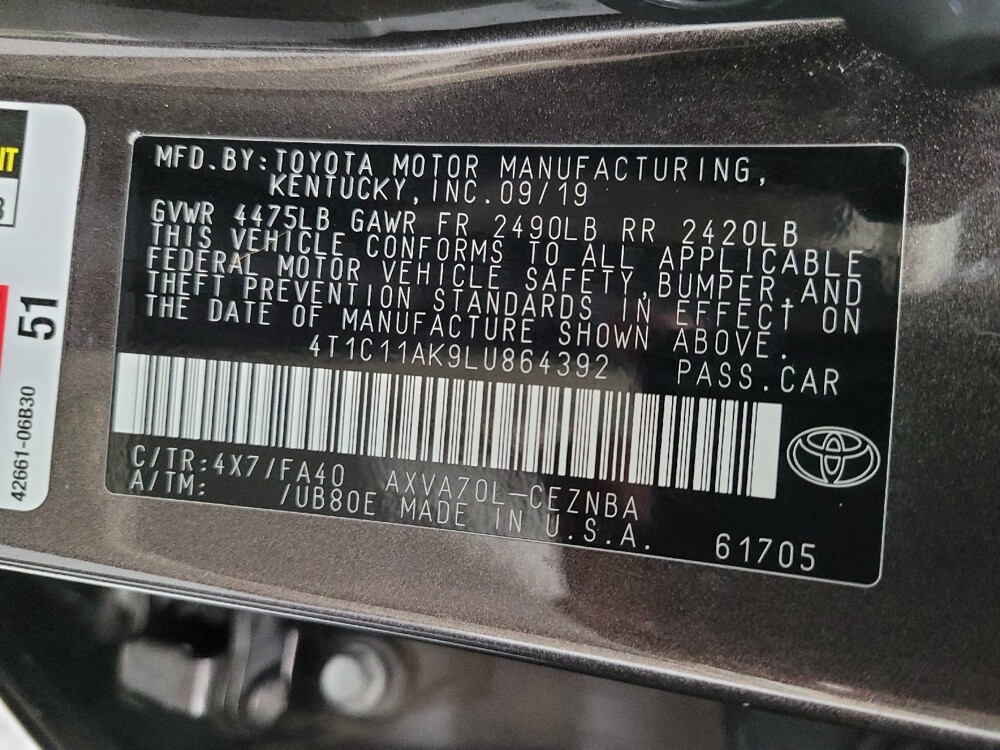 MFD.BY:TOYOTA MOTOR MANUFACTURING,
KENTUCKY,INC.09/19
GVWR 4475LB GAWR FR 2490LB RR 2420LB
THIS VEHICLE CONFORMS TO ALL APPLICABLE
FEDERAL MOTOR VEHICLE SAFETY,BUMPER,AND
THEFT PREVENTION STANDARDS IN EFFECT ON
THE DATE OF MANUFACTURE SHOWN ABOVE.
4T1C11AK9LU864392 PASS.CAR
C/TR:4X7/FA40 AXVA70L-CEZNBA
A/TM: /UB80E MADE IN U.S.A.
61705
51
42661-06B30